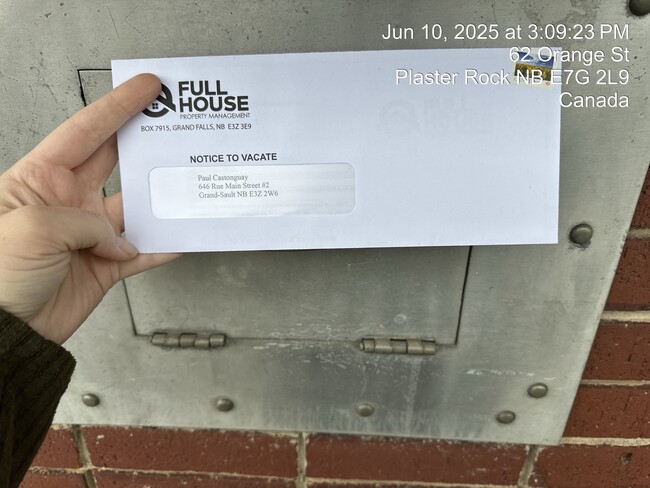 Jun 10, 2025 at 3:09:23 PM
62 Orange St
Plaster Rock NB E7G 2L9
Canada
FULL
HOUSE
PROPERTY MANAGEMENT
BOX 7915, GRAND FALLS, NB E3Z 3E9
NOTICE TO VACATE
Paul Castonguay
646 Rue Main Street #2
Grand-Sault NB E3Z 2W6